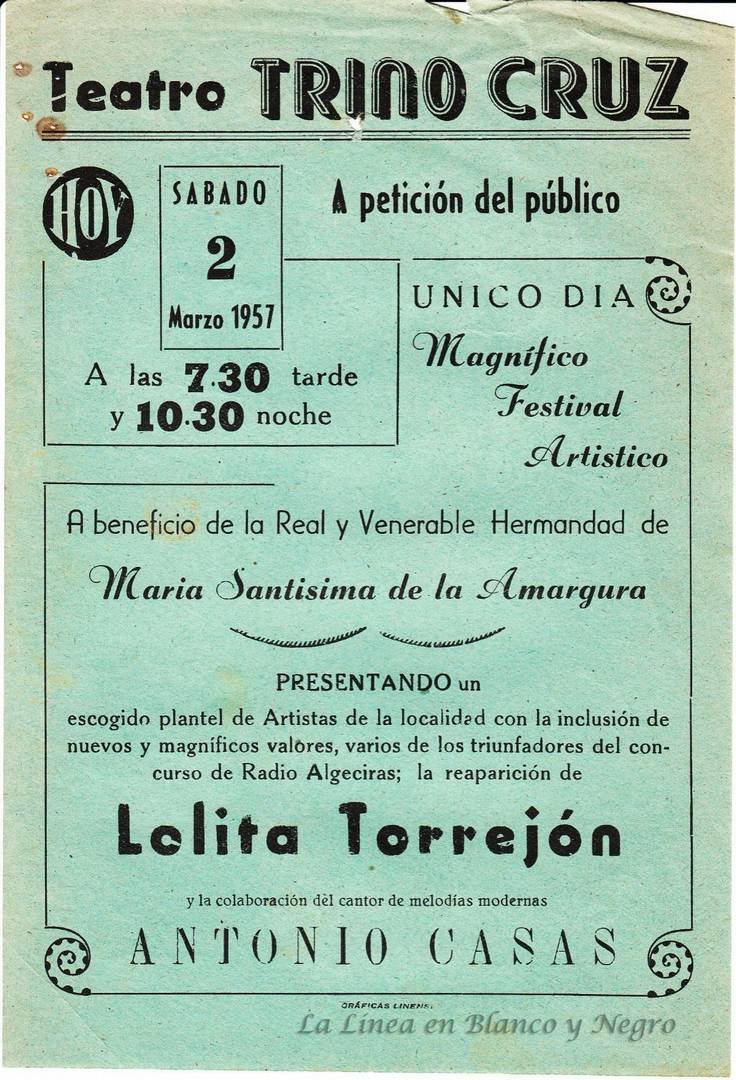 Teatro TRINO CRUZ
HOY
SABADO
2
Marzo 1957
A petición del público
A las 7.30 tarde
y 10.30 noche
UNICO DIA
Magnífico
Festival
Artistico
A beneficio de la Real y Venerable Hermandad de
Maria Santisima de la Amargura
PRESENTANDO un
escogido plantel de Artistas de la localidad con la inclusión de
nuevos y magníficos valores, varios de los triunfadores del con-
curso de Radio Algeciras; la reaparición de
Lolita Torrejón
y la colaboración del cantor de melodías modernas
ANTONIO CASAS
GRÁFICAS
La Línea en Blanco y Negro